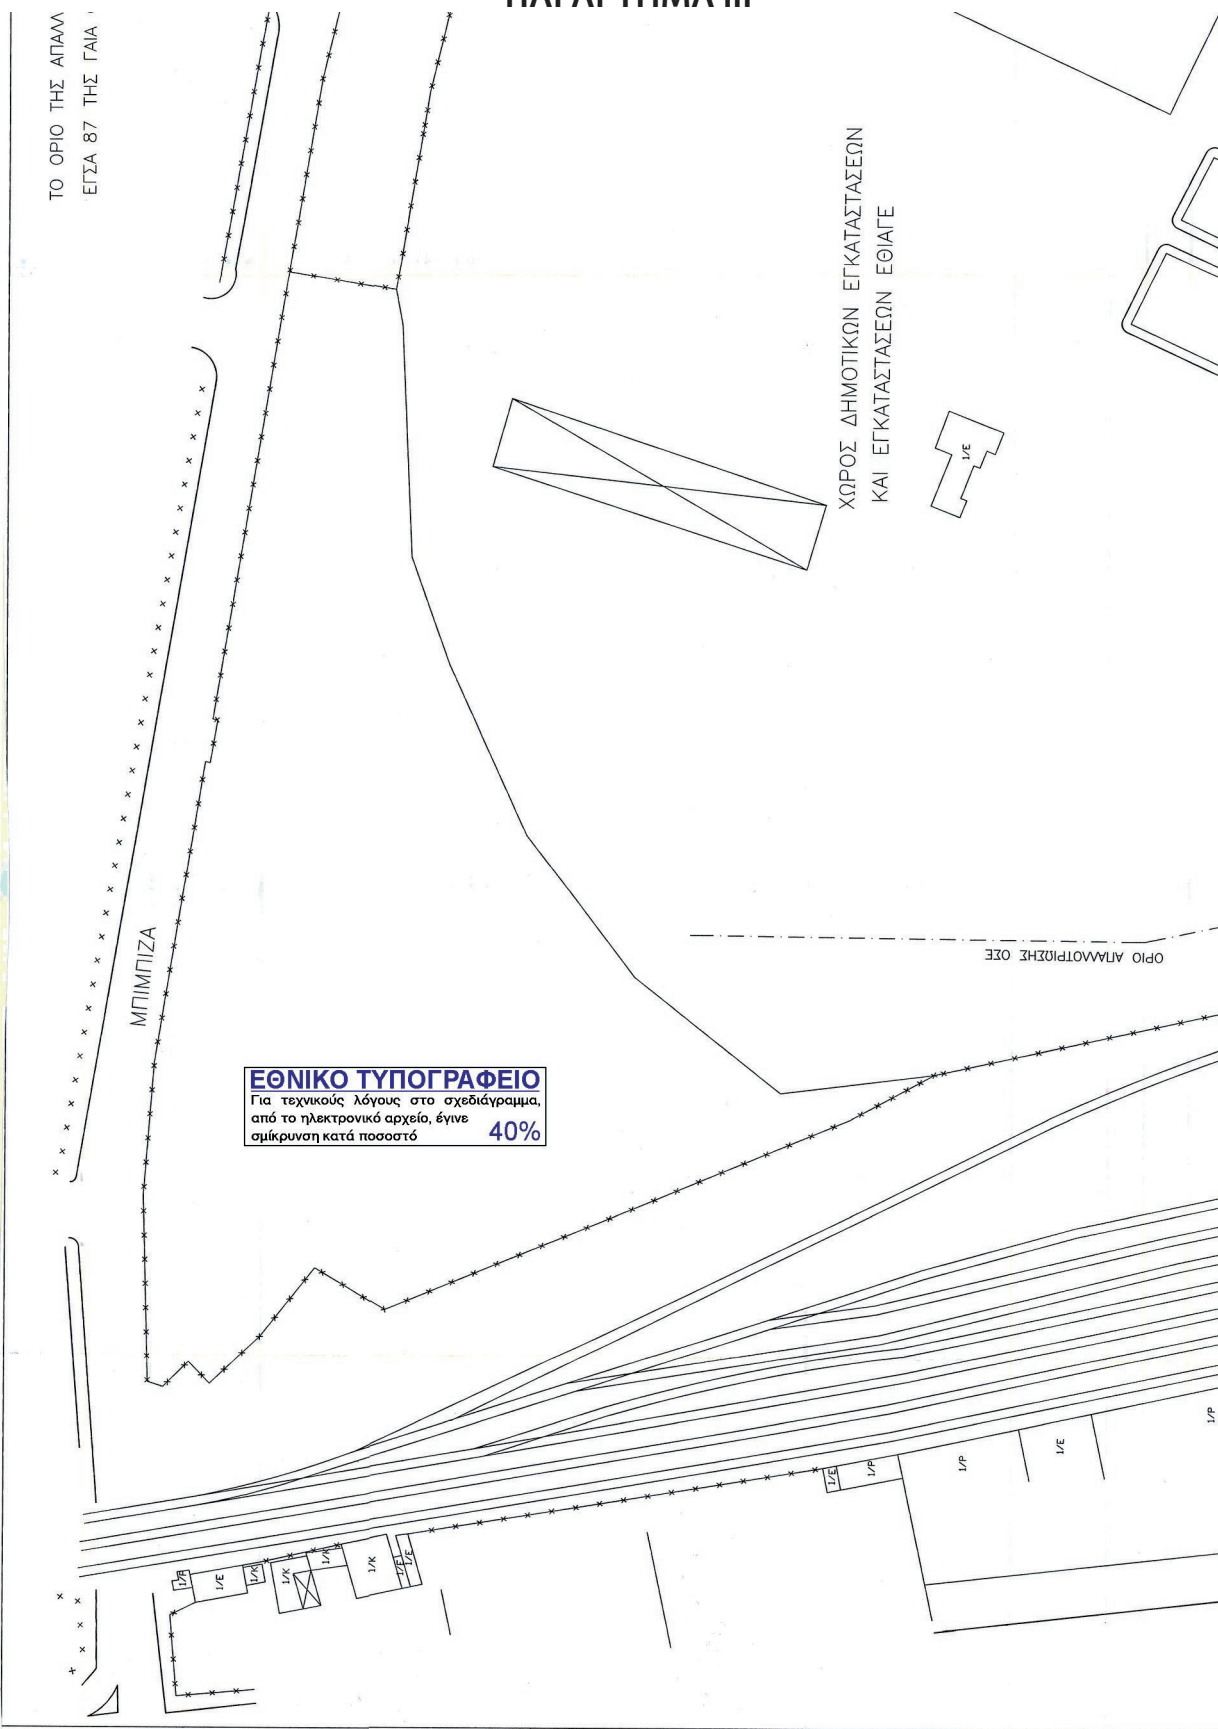 ΠΑΡΑΡΤΗΜΑ ΙΙΙ
ΤΟ ΟΡΙΟ ΤΗΣ ΑΠΑΛΛ
ΕΓΣΑ 87 ΤΗΣ ΓΑΙΑ
ΧΩΡΟΣ ΔΗΜΟΤΙΚΩΝ ΕΓΚΑΤΑΣΤΑΣΕΩΝ
ΚΑΙ ΕΓΚΑΤΑΣΤΑΣΕΩΝ ΕΘΙΑΓΕ
1/Ε
ΜΠΙΜΠΙΖΑ
ΟΡΙΟ ΑΠΑΛΛΟΤΡΙΩΣΗΣ ΟΣΕ
ΕΘΝΙΚΟ ΤΥΠΟΓΡΑΦΕΙΟ
Για τεχνικούς λόγους στο σχεδιάγραμμα,
από το ηλεκτρονικό αρχείο, έγινε
σμίκρυνση κατά ποσοστό 40%
1/Ρ
1/Ε
1/Ρ
1/Ρ
1/Ε
1/Ρ
1/Ε
1/Κ
1/Κ
1/Κ
1/Κ
1/Ε
1/Ε